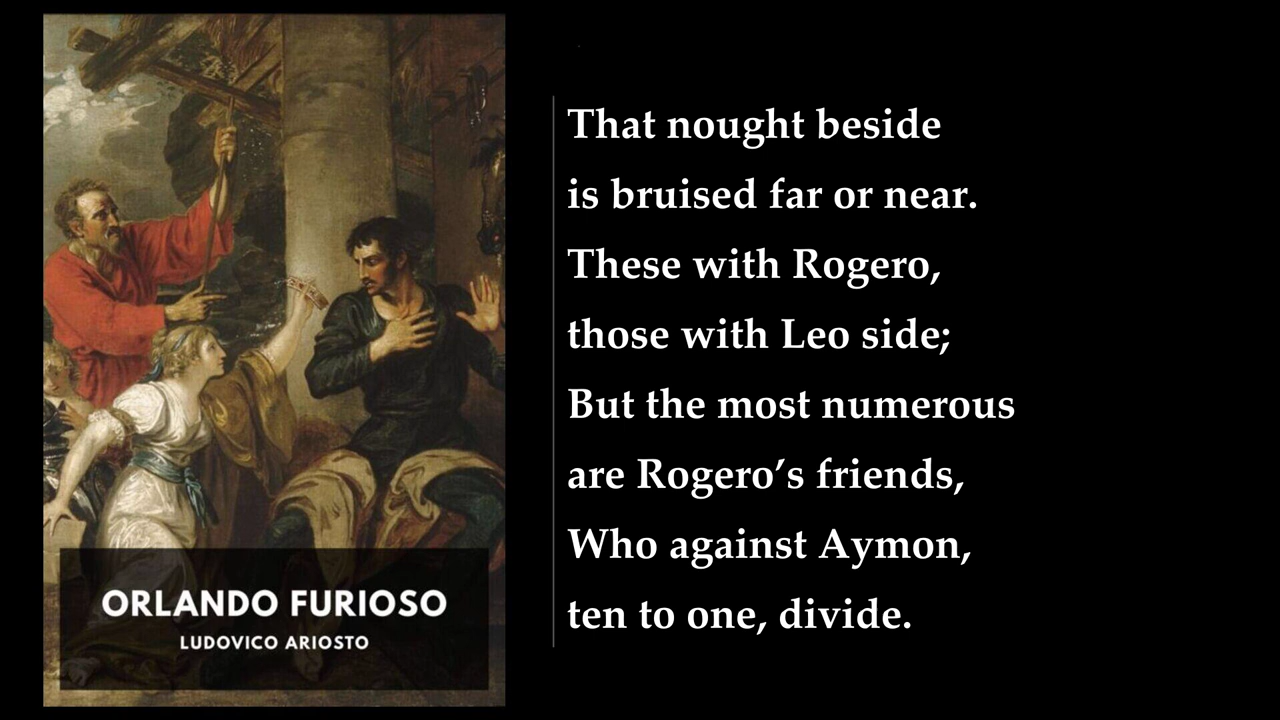 ORLANDO FURIOSO
LUDOVICO ARIOSTO
That nought beside
is bruised far or near.
These with Rogero,
those with Leo side;
But the most numerous
are Rogero’s friends,
Who against Aymon,
ten to one, divide.